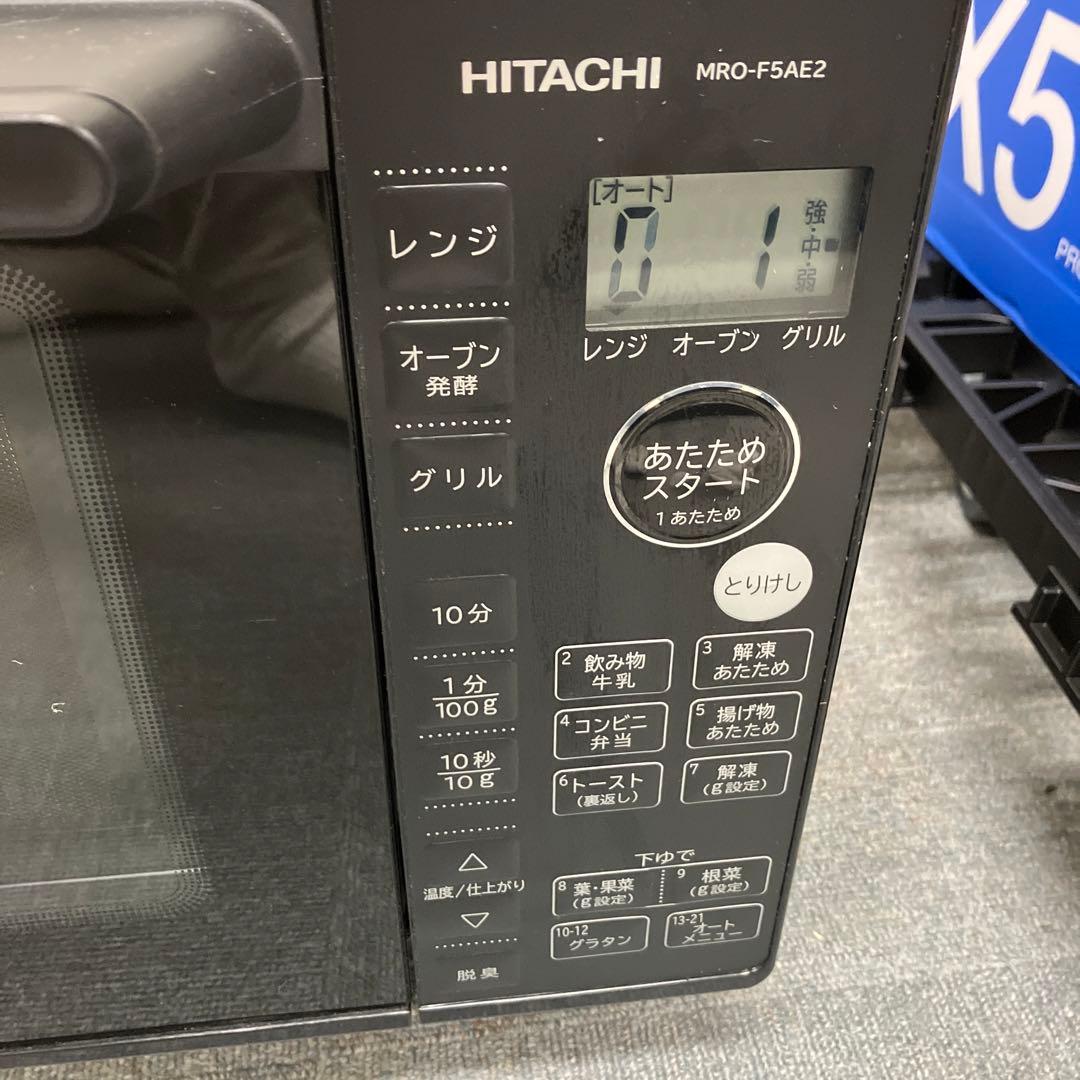 HITACHI MRO-F5AE2
[オート]
0 1
強・中・弱
レンジ オーブン グリル
レンジ
オーブン
発酵
グリル
10分
1分
100g
10秒
10g
△
温度/仕上がり
▽
脱臭
あたため
スタート
1あたため
とりけし
2 飲み物
牛乳
3 解凍
あたため
4 コンビニ
弁当
5 揚げ物
あたため
6 トースト
(裏返し)
7 解凍
(g設定)
下ゆで
8 葉・果菜
(g設定)
9 根菜
(g設定)
10-12
グラタン
13-21
オート
メニュー
X5